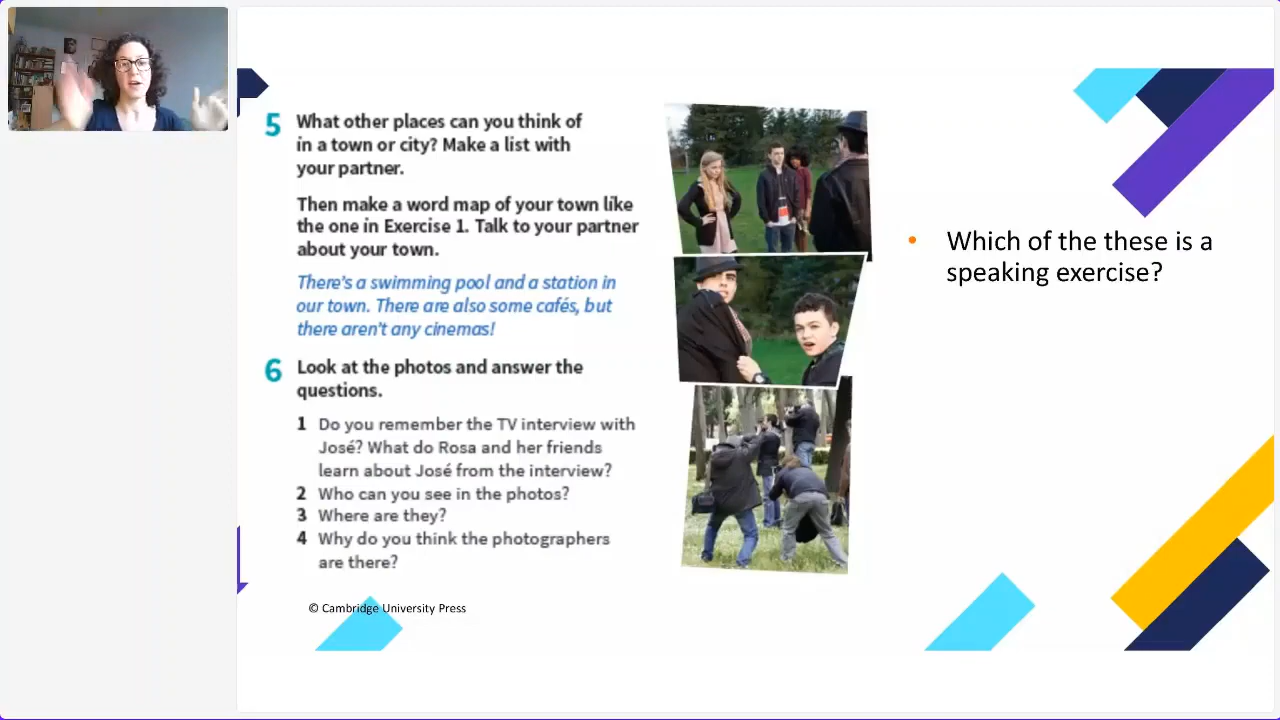 5 What other places can you think of
in a town or city? Make a list with
your partner.
Then make a word map of your town like
the one in Exercise 1. Talk to your partner
about your town.
There's a swimming pool and a station in
our town. There are also some cafés, but
there aren't any cinemas!
6 Look at the photos and answer the
questions.
1 Do you remember the TV interview with
José? What do Rosa and her friends
learn about José from the interview?
2 Who can you see in the photos?
3 Where are they?
4 Why do you think the photographers
are there?
© Cambridge University Press
• Which of the these is a
speaking exercise?